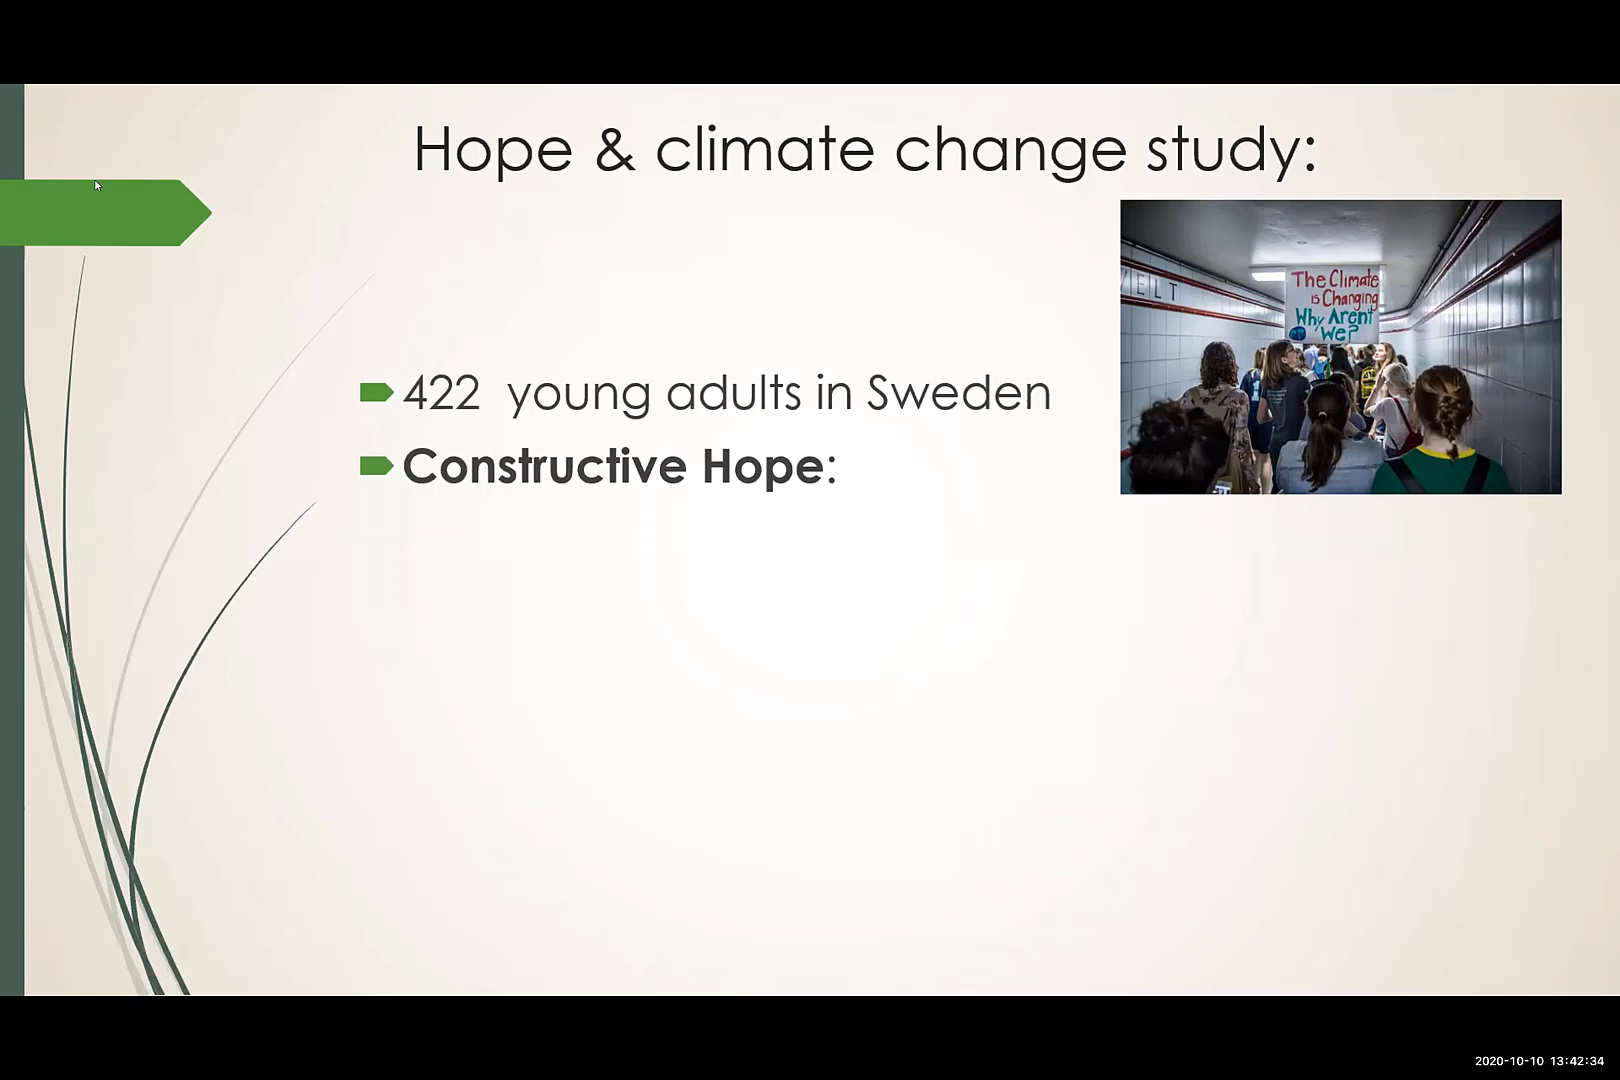 Hope & climate change study:
VELT
The Climate
is Changing
Why Aren't
We?
422  young adults in Sweden
Constructive Hope:
2020-10-10 13:42:34